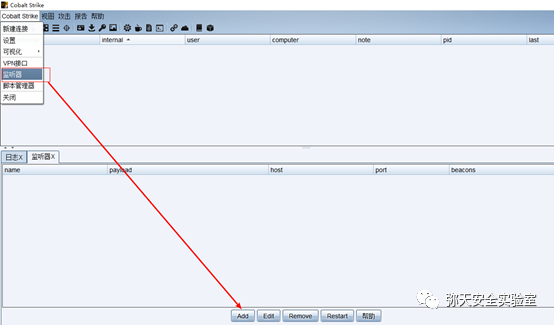 Cobalt Strike
Cobalt Strike 视图 攻击 报告 帮助
新建连接
设置
可视化
VPN接口
监听器
脚本管理器
关闭
internal user computer note pid last
日志X 监听器X
name payload host port beacons
Add Edit Remove Restart 帮助
弥天安全实验室